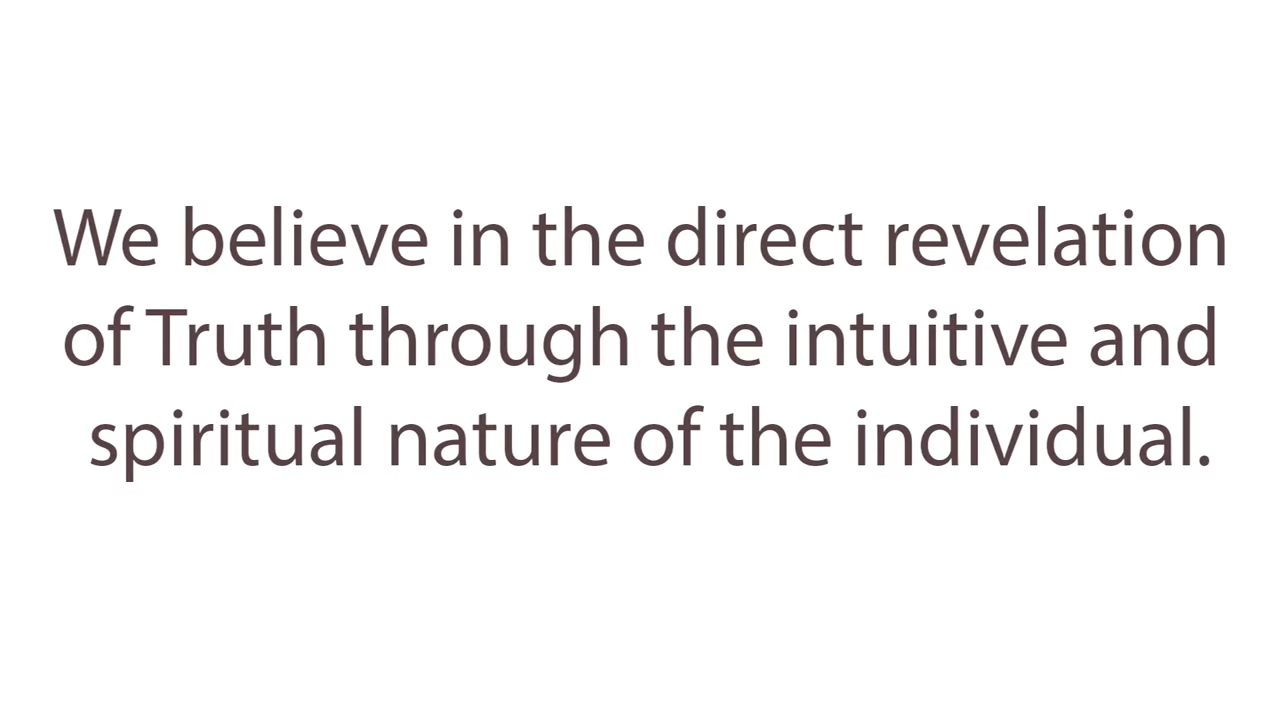 We believe in the direct revelation
of Truth through the intuitive and
spiritual nature of the individual.